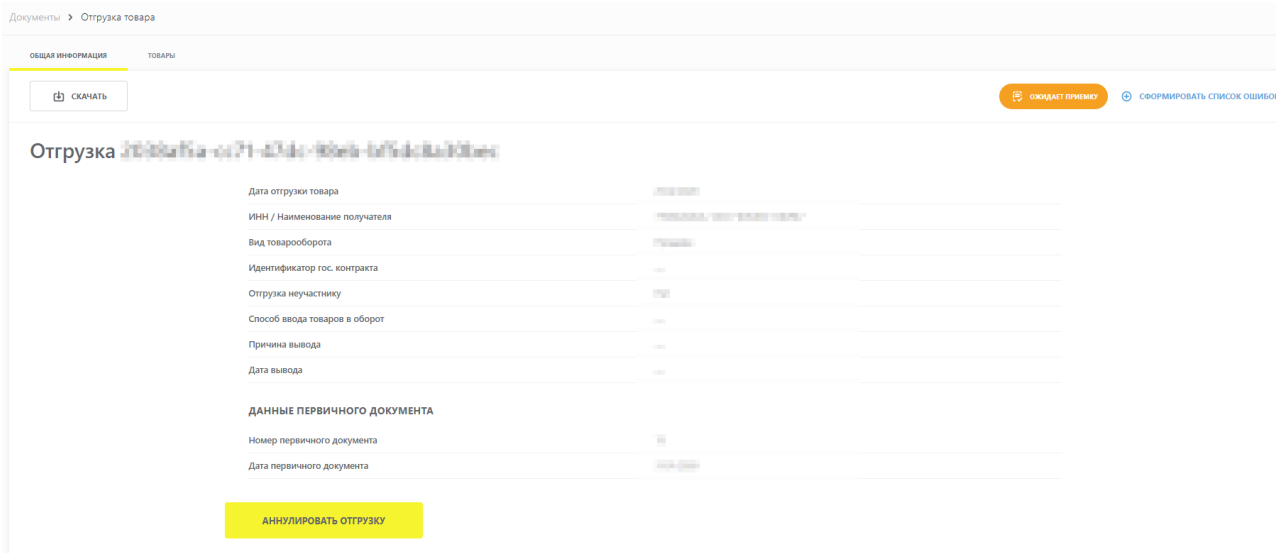 Документы > Отгрузка товара
ОБЩАЯ ИНФОРМАЦИЯ ТОВАРЫ
СКАЧАТЬ ОЖИДАЕТ ПРИЕМКУ СФОРМИРОВАТЬ СПИСОК ОШИБОК
Отгрузка
Дата отгрузки товара
ИНН / Наименование получателя
Вид товарооборота
Идентификатор гос. контракта
Отгрузка неучастнику
Способ ввода товаров в оборот
Причина вывода
Дата вывода
ДАННЫЕ ПЕРВИЧНОГО ДОКУМЕНТА
Номер первичного документа
Дата первичного документа
АННУЛИРОВАТЬ ОТГРУЗКУ